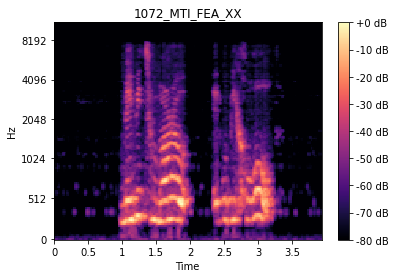 1072_MTI_FEA_XX
+0 dB
8192
-10 dB
4096
-20 dB
-30 dB
2048
Hz
-40 dB
1024
-50 dB
512
-60 dB
-70 dB
0
-80 dB
0 0.5 1 1.5 2 2.5 3 3.5
Time